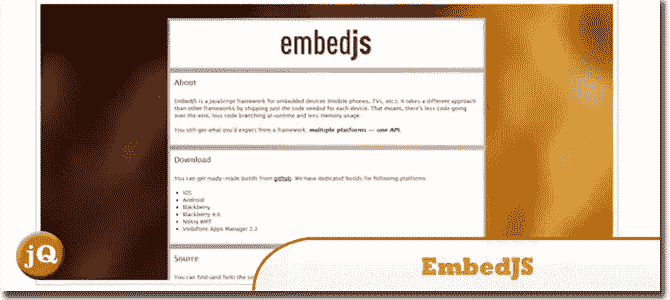 embedjs
About
EmbedJS is a JavaScript framework for embedded devices (mobile phones, TVs, etc.). It takes a different approach
than other frameworks by shipping just the code needed for each device. That means, there's less code going
over the wire, less code branching at runtime and less memory usage.
You still get what you'd expect from a framework: multiple platforms — one API.
Download
You can get ready-made builds from github. We have dedicated builds for following platforms
iOS
Android
Blackberry
Blackberry 4.6
Nokia WRT
Vodafone Apps Manager 2.2
Source
You can find (and fork) the
jQ
EmbedJS